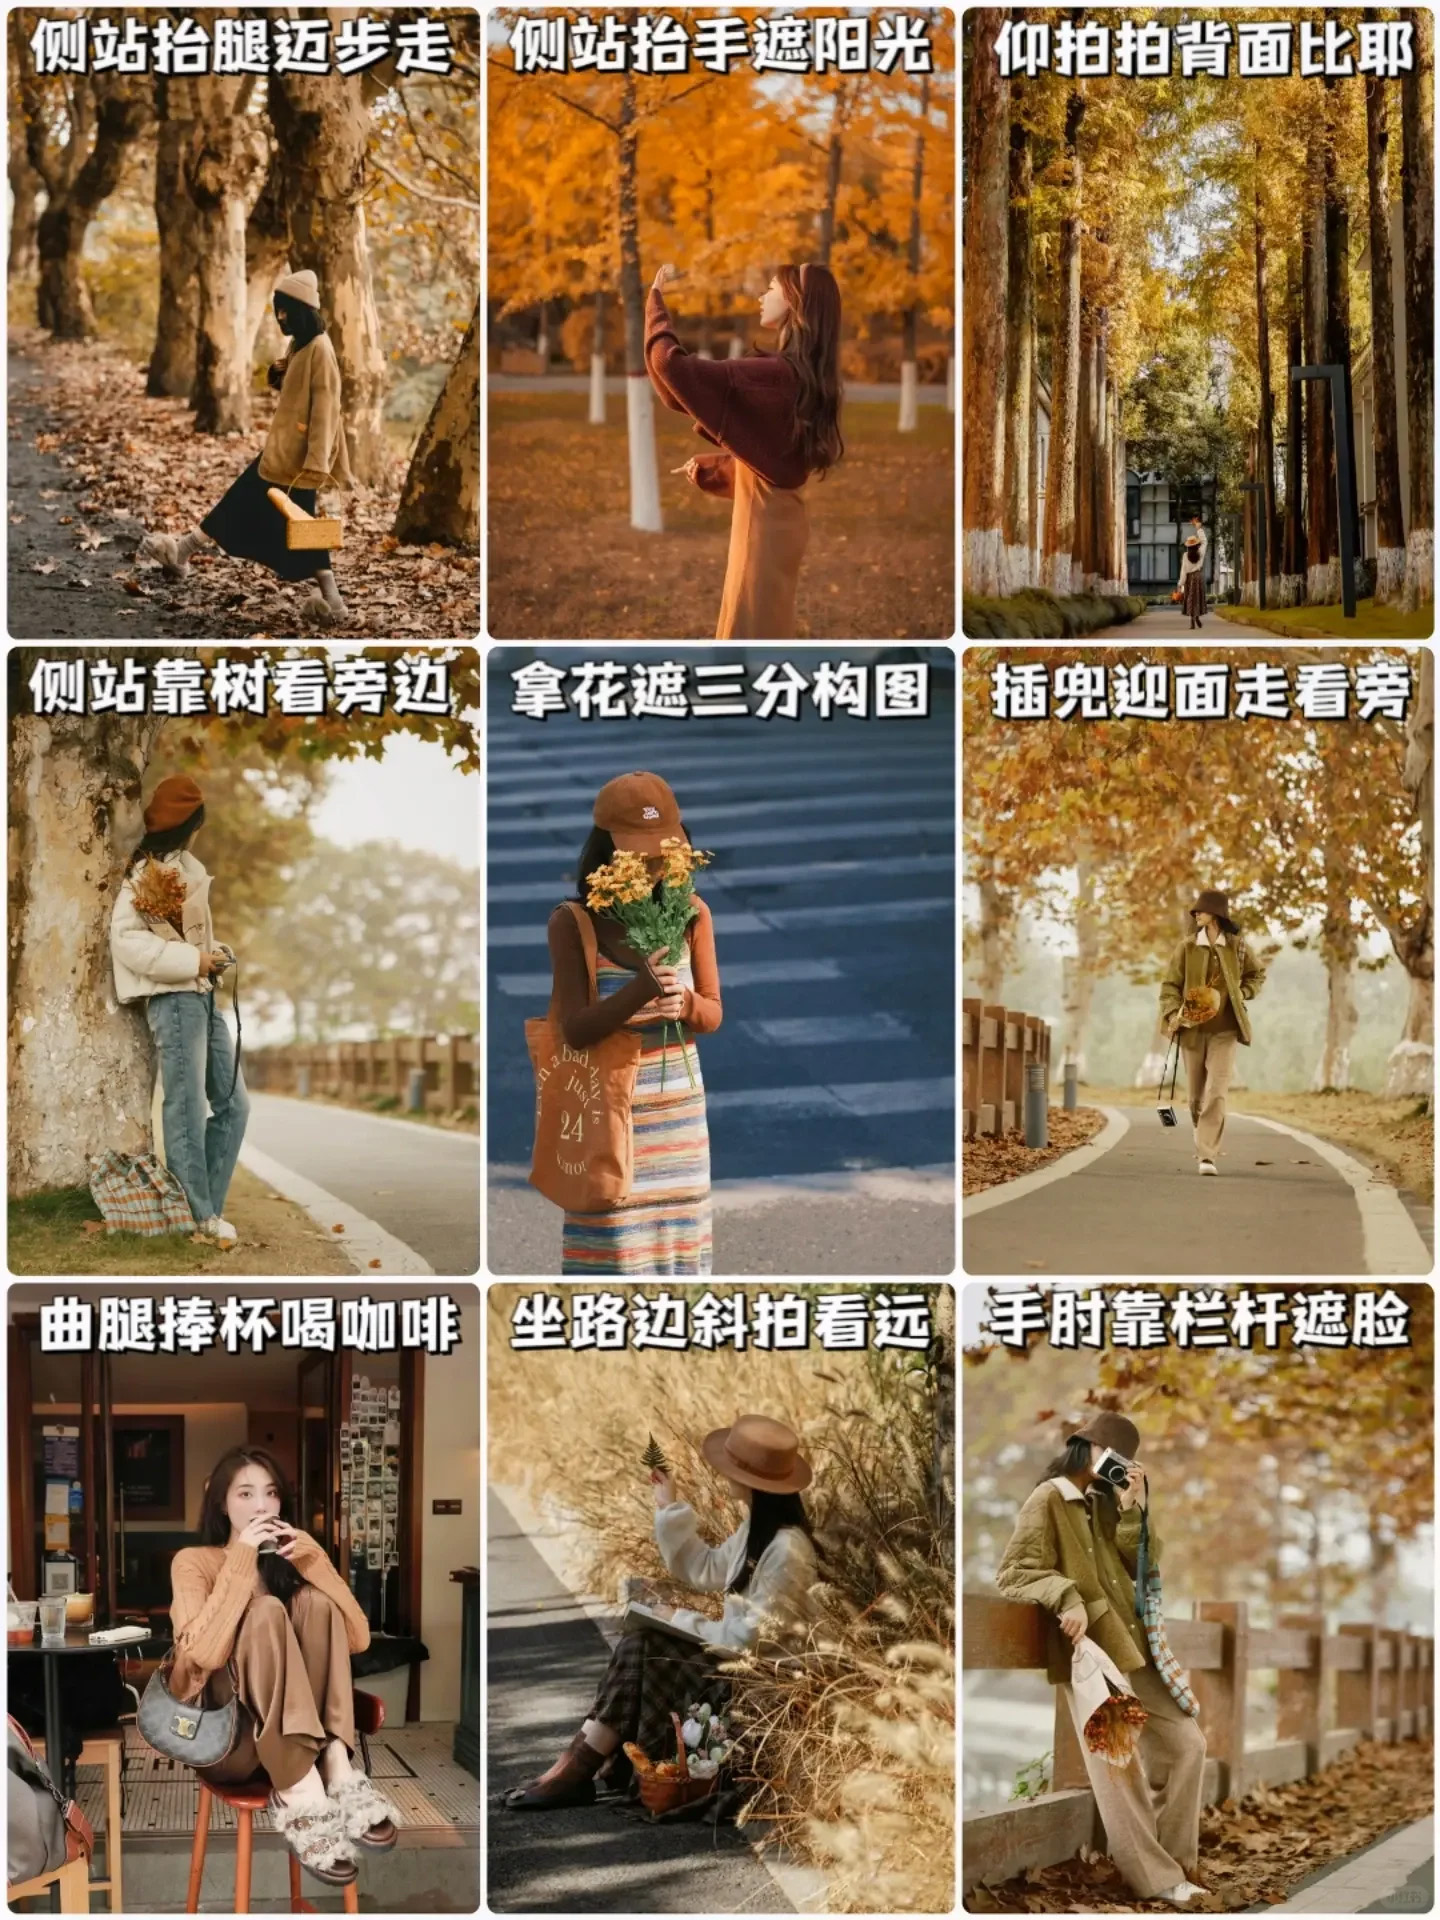 侧站抬腿迈步走
侧站抬手遮阳光
仰拍拍背面比耶
侧站靠树看旁边
拿花遮三分构图
插兜迎面走看旁
a bad day is
just
24
曲腿捧杯喝咖啡
坐路边斜拍看远
手肘靠栏杆遮脸